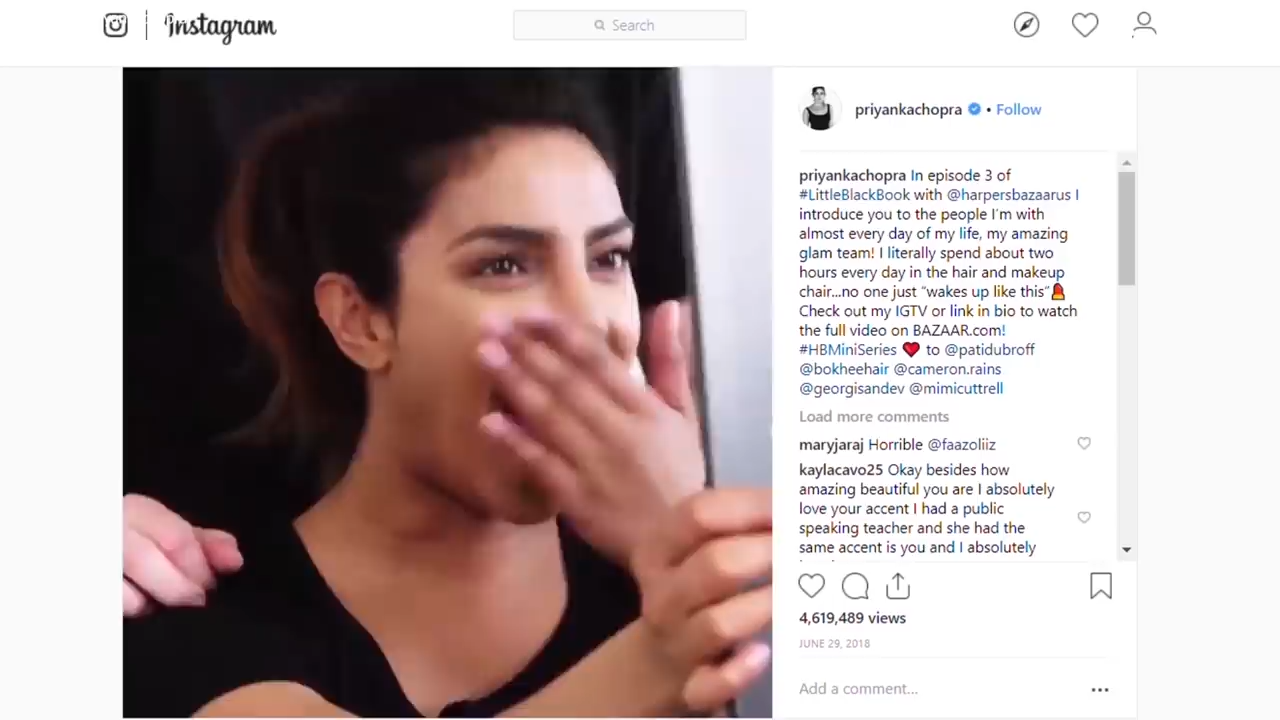 Instagram
Search
priyankachopra • Follow
priyankachopra In episode 3 of
#LittleBlackBook with @harpersbazaarus I
introduce you to the people I'm with
almost every day of my life, my amazing
glam team! I literally spend about two
hours every day in the hair and makeup
chair...no one just “wakes up like this”
Check out my IGTV or link in bio to watch
the full video on BAZAAR.com!
#HBMiniSeries ❤ to @patidubroff
@bokheehair @cameron.rains
@georgisandev @mimicuttrell
Load more comments
maryjaraj Horrible @faazoliiz
kaylacavo25 Okay besides how
amazing beautiful you are I absolutely
love your accent I had a public
speaking teacher and she had the
same accent is you and I absolutely
4,619,489 views
JUNE 29, 2018
Add a comment...